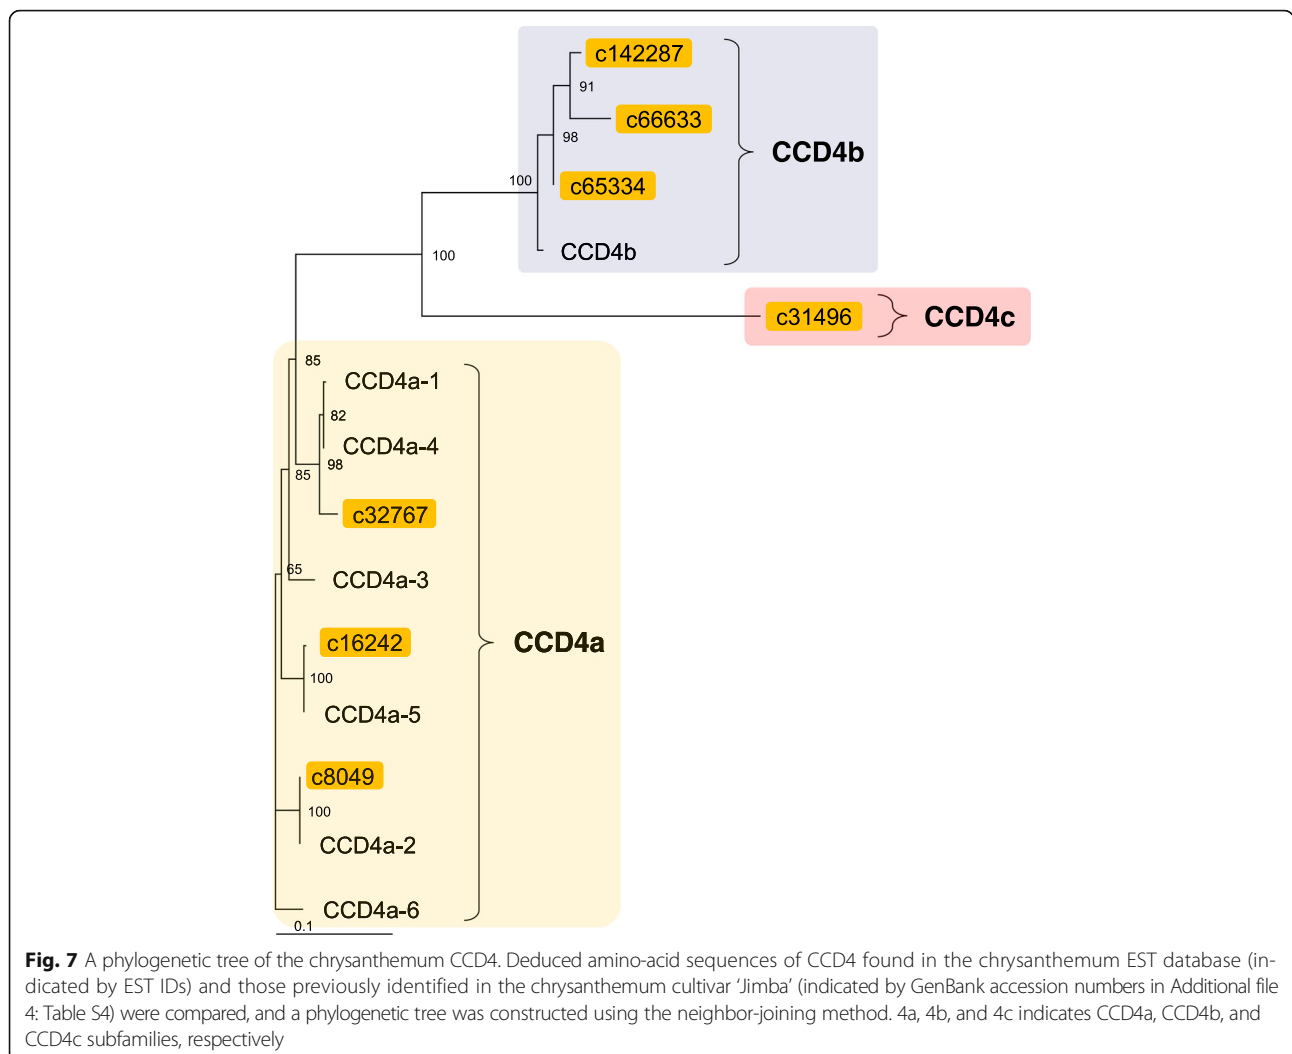 c142287
91
c66633
98
CCD4b
100
c65334
CCD4b
100
c31496
CCD4c
85
CCD4a-1
82
CCD4a-4
98
85
c32767
65
CCD4a-3
c16242
CCD4a
100
CCD4a-5
c8049
100
CCD4a-2
CCD4a-6
0.1
Fig. 7 A phylogenetic tree of the chrysanthemum CCD4. Deduced amino-acid sequences of CCD4 found in the chrysanthemum EST database (in-
dicated by EST IDs) and those previously identified in the chrysanthemum cultivar ‘Jimba’ (indicated by GenBank accession numbers in Additional file
4: Table S4) were compared, and a phylogenetic tree was constructed using the neighbor-joining method. 4a, 4b, and 4c indicates CCD4a, CCD4b, and
CCD4c subfamilies, respectively